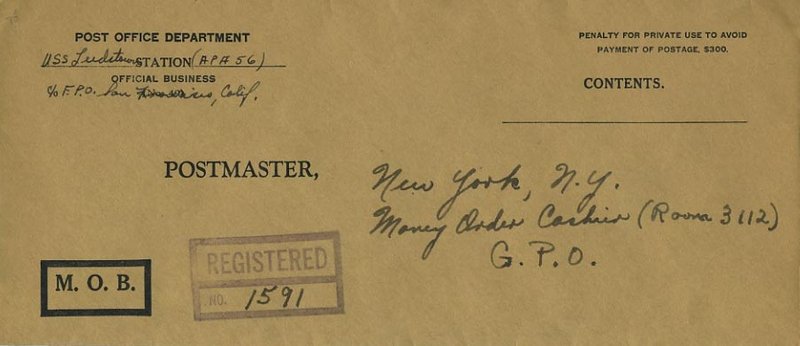 POST OFFICE DEPARTMENT
USS Leedstown STATION (APA 56)
OFFICIAL BUSINESS
c/o F.P.O. San Francisco, Calif.
PENALTY FOR PRIVATE USE TO AVOID
PAYMENT OF POSTAGE, $300.
CONTENTS.
POSTMASTER,
New York, N.Y.
Money Order Cashier (Room 3112)
G.P.O.
M. O. B.
REGISTERED
NO. 1591